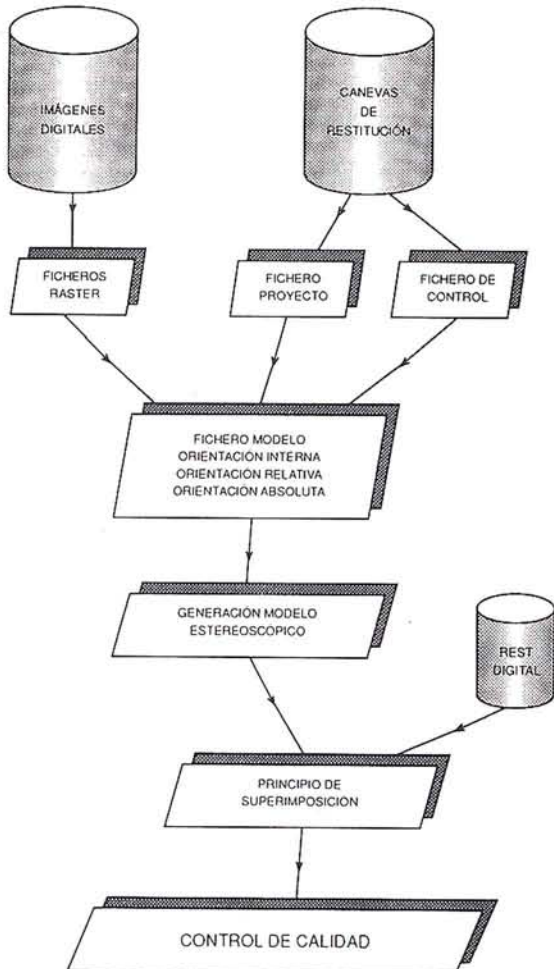 IMÁGENES
DIGITALES
CANEVAS
DE
RESTITUCIÓN
FICHEROS
RASTER
FICHERO
PROYECTO
FICHERO DE
CONTROL
FICHERO MODELO
ORIENTACIÓN INTERNA
ORIENTACIÓN RELATIVA
ORIENTACIÓN ABSOLUTA
GENERACIÓN MODELO
ESTEREOSCÓPICO
REST
DIGITAL
PRINCIPIO DE
SUPERIMPOSICIÓN
CONTROL DE CALIDAD